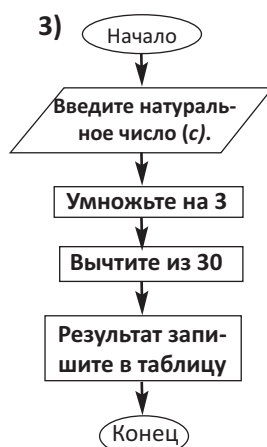 3)
Начало
Введите натураль-
ное число (c).
Умножьте на 3
Вычтите из 30
Результат запи-
шите в таблицу
Конец